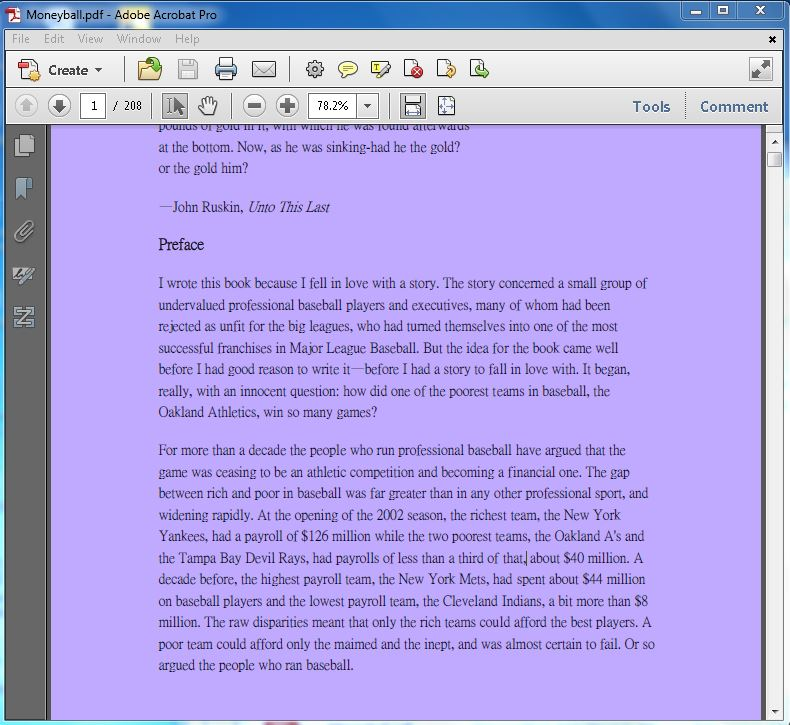 Moneyball.pdf - Adobe Acrobat Pro
File Edit View Window Help
Create
1 / 208 78.2% Tools Comment
pounds of gold in it, with which he was found afterwards
at the bottom. Now, as he was sinking-had he the gold?
or the gold him?
—John Ruskin, Unto This Last
Preface
I wrote this book because I fell in love with a story. The story concerned a small group of
undervalued professional baseball players and executives, many of whom had been
rejected as unfit for the big leagues, who had turned themselves into one of the most
successful franchises in Major League Baseball. But the idea for the book came well
before I had good reason to write it—before I had a story to fall in love with. It began,
really, with an innocent question: how did one of the poorest teams in baseball, the
Oakland Athletics, win so many games?
For more than a decade the people who run professional baseball have argued that the
game was ceasing to be an athletic competition and becoming a financial one. The gap
between rich and poor in baseball was far greater than in any other professional sport, and
widening rapidly. At the opening of the 2002 season, the richest team, the New York
Yankees, had a payroll of $126 million while the two poorest teams, the Oakland A's and
the Tampa Bay Devil Rays, had payrolls of less than a third of that, about $40 million. A
decade before, the highest payroll team, the New York Mets, had spent about $44 million
on baseball players and the lowest payroll team, the Cleveland Indians, a bit more than $8
million. The raw disparities meant that only the rich teams could afford the best players. A
poor team could afford only the maimed and the inept, and was almost certain to fail. Or so
argued the people who ran baseball.